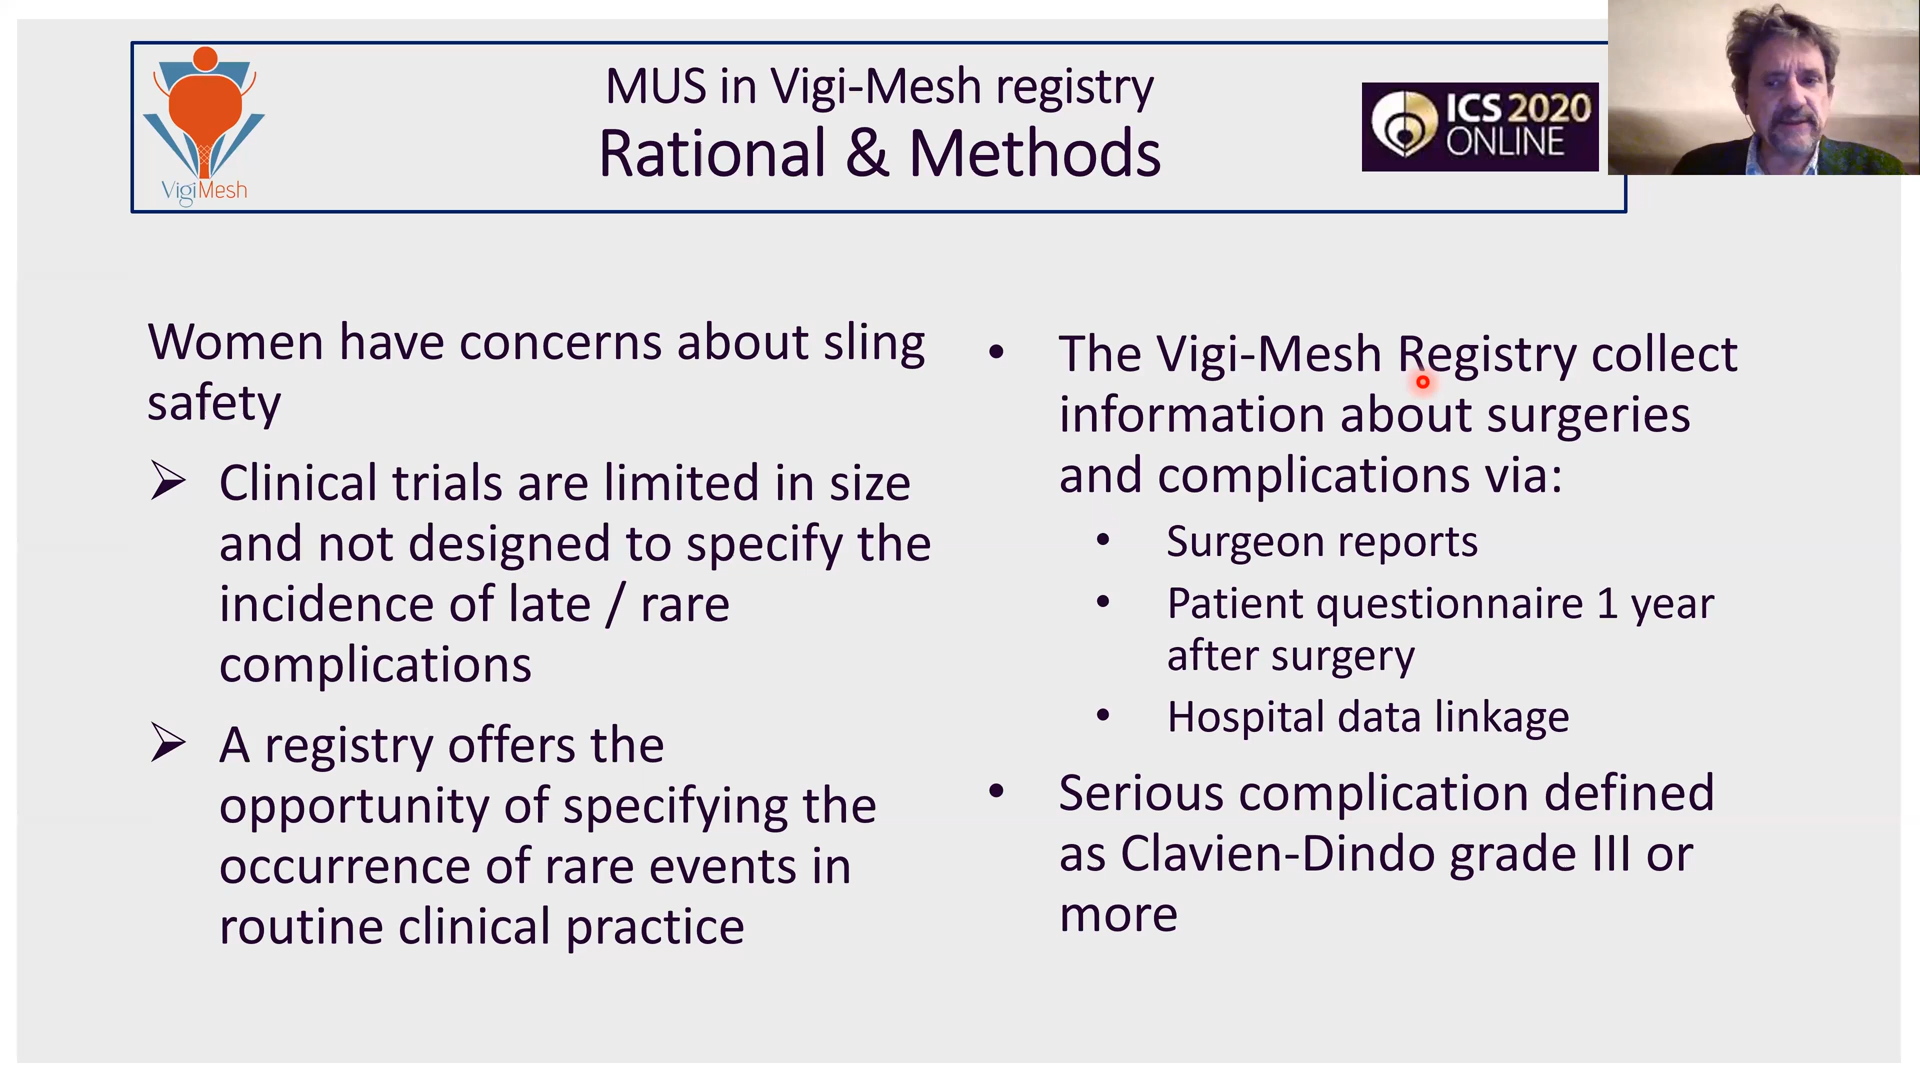 MUS in Vigi-Mesh registry
Rational & Methods
VigiMesh
ICS 2020
ONLINE
Women have concerns about sling
safety
➢ Clinical trials are limited in size
and not designed to specify the
incidence of late / rare
complications
➢ A registry offers the
opportunity of specifying the
occurrence of rare events in
routine clinical practice
• The Vigi-Mesh Registry collect
information about surgeries
and complications via:
• Surgeon reports
• Patient questionnaire 1 year
after surgery
• Hospital data linkage
• Serious complication defined
as Clavien-Dindo grade III or
more